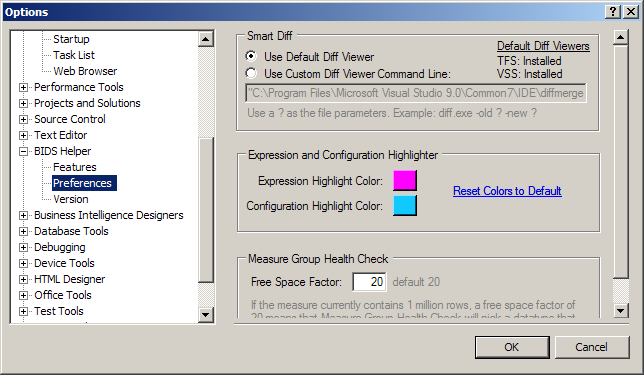 Options
Startup
Task List
Web Browser
Performance Tools
Projects and Solutions
Source Control
Text Editor
BIDS Helper
Features
Preferences
Version
Business Intelligence Designers
Database Tools
Debugging
Device Tools
HTML Designer
Office Tools
Test Tools
Smart Diff
Use Default Diff Viewer
Use Custom Diff Viewer Command Line:
Default Diff Viewers
TFS: Installed
VSS: Installed
"C:\Program Files\Microsoft Visual Studio 9.0\Common7\IDE\diffmerge
Use a ? as the file parameters. Example: diff.exe -old ? -new ?
Expression and Configuration Highlighter
Expression Highlight Color:
Configuration Highlight Color:
Reset Colors to Default
Measure Group Health Check
Free Space Factor: 20 default 20
If the measure currently contains 1 million rows, a free space factor of
20 means that Measure Group Health Check will pick a datatype that
OK
Cancel